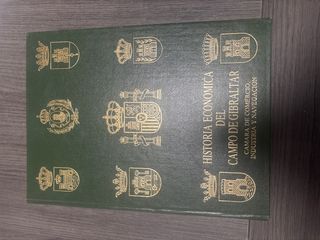 HISTORIA ECONOMICA
DEL
CAMPO DE GIBRALTAR
CAMARA DE COMERCIO,
INDUSTRIA Y NAVEGACION